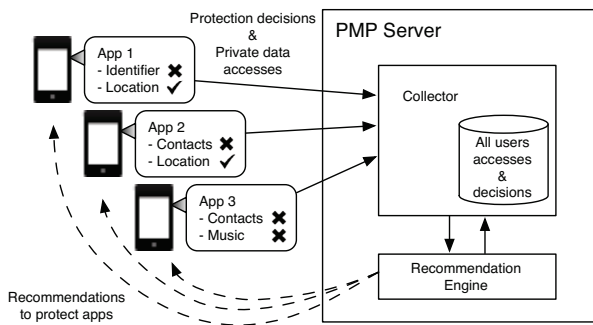 Protection decisions
&
Private data
accesses
PMP Server
App 1
- Identifier ✖
- Location ✔
App 2
- Contacts ✖
- Location ✔
App 3
- Contacts ✖
- Music ✖
Collector
All users
accesses
&
decisions
Recommendation
Engine
Recommendations
to protect apps